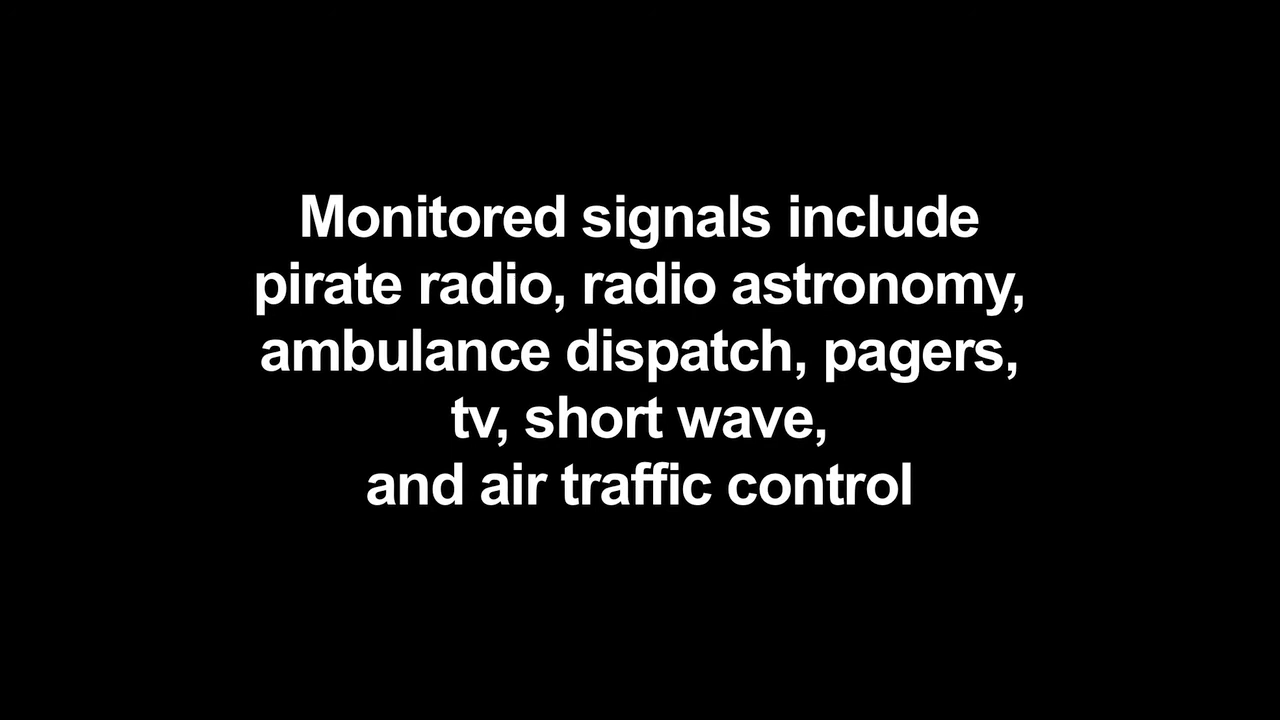 Monitored signals include
pirate radio, radio astronomy,
ambulance dispatch, pagers,
tv, short wave,
and air traffic control